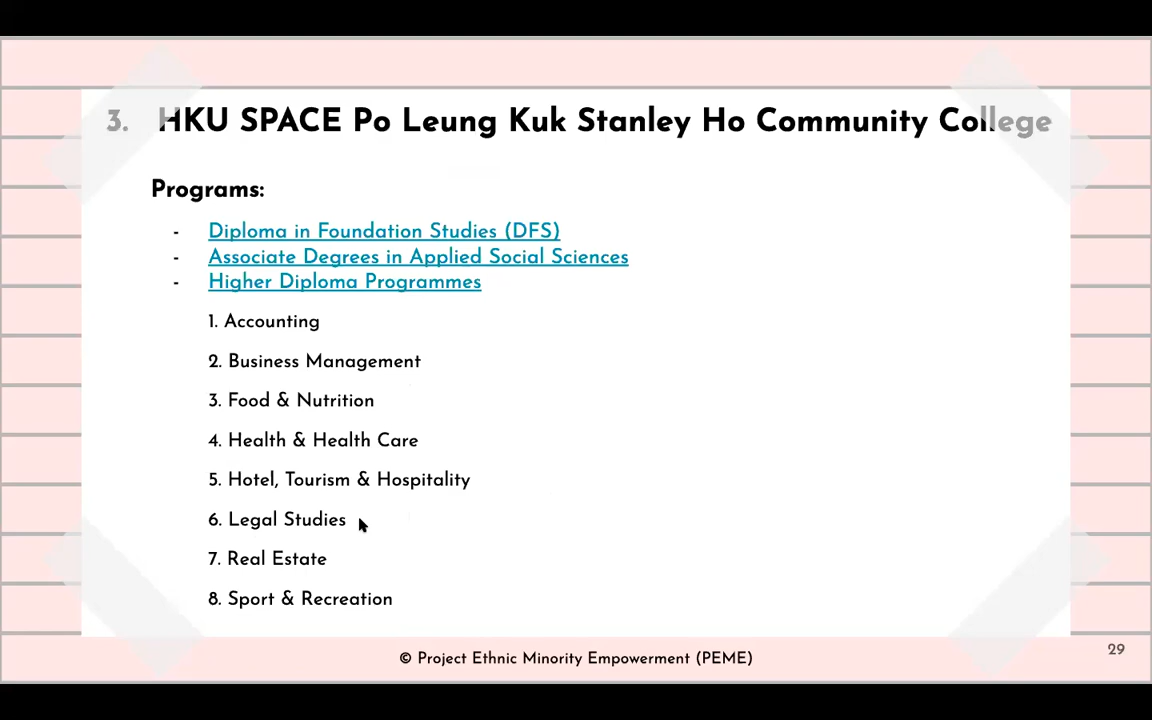 3. HKU SPACE Po Leung Kuk Stanley Ho Community College
Programs:
- Diploma in Foundation Studies (DFS)
- Associate Degrees in Applied Social Sciences
- Higher Diploma Programmes
1. Accounting
2. Business Management
3. Food & Nutrition
4. Health & Health Care
5. Hotel, Tourism & Hospitality
6. Legal Studies
7. Real Estate
8. Sport & Recreation
© Project Ethnic Minority Empowerment (PEME)
29